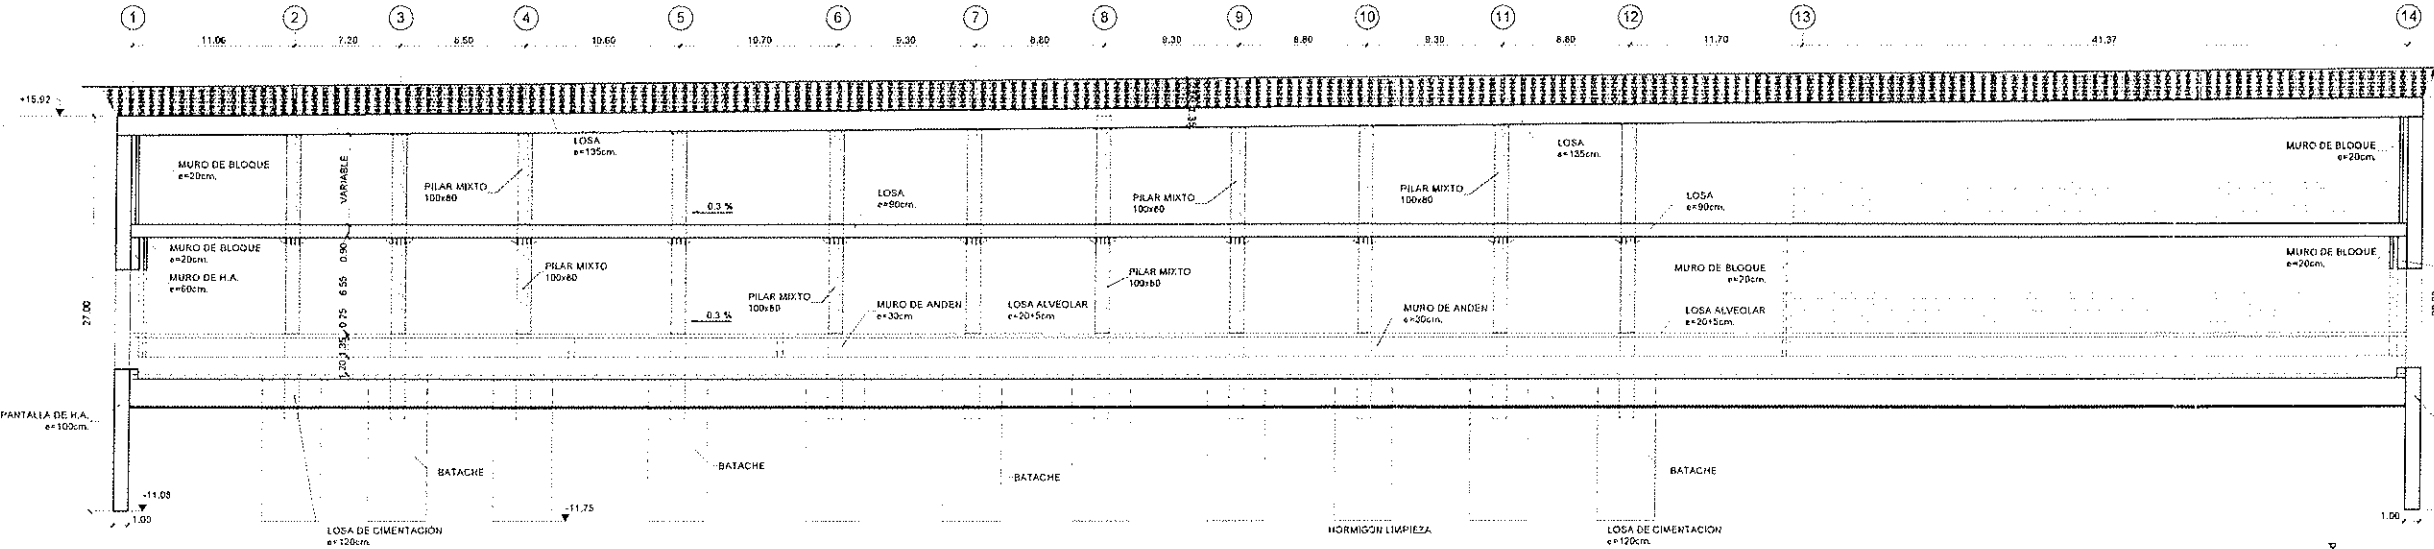 1 2 3 4 5 6 7 8 9 10 11 12 13 14
11.06 7.20 8.50 10.60 10.70 9.30 8.80 9.30 8.80 9.30 8.80 11.70 41.37
+15.92
LOSA
e=135cm.
LOSA
e=135cm.
MURO DE BLOQUE
e=20cm.
MURO DE BLOQUE
e=20cm.
VARIABLE
PILAR MIXTO
100x80
PILAR MIXTO
100x80
PILAR MIXTO
100x80
LOSA
e=90cm.
LOSA
e=90cm.
0.3 %
MURO DE BLOQUE
e=20cm.
MURO DE H.A.
e=60cm.
0.90
6.55
0.75
1.35
PILAR MIXTO
100x80
PILAR MIXTO
100x80
PILAR MIXTO
100x80
MURO DE BLOQUE
e=20cm.
MURO DE BLOQUE
e=20cm.
0.3 %
MURO DE ANDEN
e=30cm
LOSA ALVEOLAR
e=20+5cm.
MURO DE ANDEN
e=30cm.
LOSA ALVEOLAR
e=20+5cm.
27.00
PANTALLA DE H.A.
e=100cm.
BATACHE
BATACHE
BATACHE
BATACHE
-11.08
1.00
-11.75
1.00
LOSA DE CIMENTACIÓN
e=120cm.
HORMIGON LIMPIEZA
LOSA DE CIMENTACION
e=120cm.